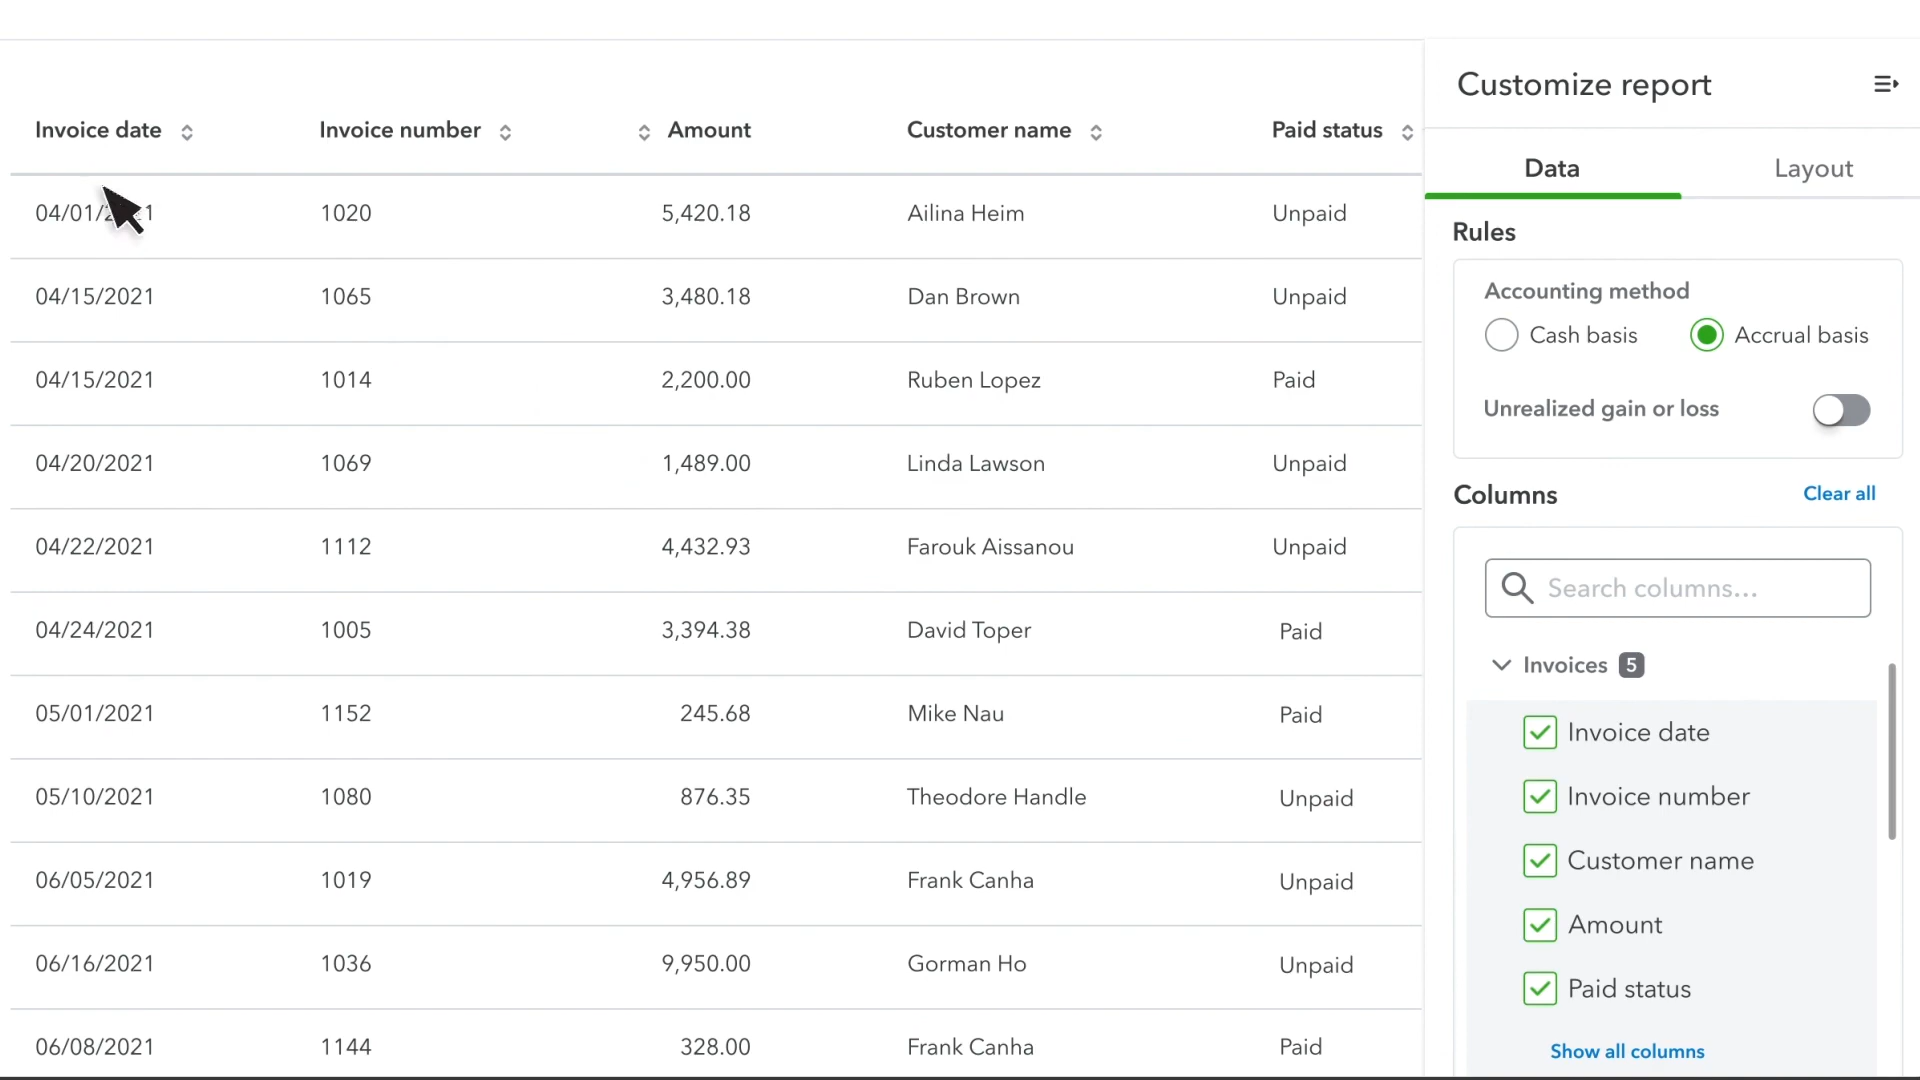 Invoice date Invoice number Amount Customer name Paid status
04/01/2021 1020 5,420.18 Ailina Heim Unpaid
04/15/2021 1065 3,480.18 Dan Brown Unpaid
04/15/2021 1014 2,200.00 Ruben Lopez Paid
04/20/2021 1069 1,489.00 Linda Lawson Unpaid
04/22/2021 1112 4,432.93 Farouk Aissanou Unpaid
04/24/2021 1005 3,394.38 David Toper Paid
05/01/2021 1152 245.68 Mike Nau Paid
05/10/2021 1080 876.35 Theodore Handle Unpaid
06/05/2021 1019 4,956.89 Frank Canha Unpaid
06/16/2021 1036 9,950.00 Gorman Ho Unpaid
06/08/2021 1144 328.00 Frank Canha Paid
Customize report
Data Layout
Rules
Accounting method
Cash basis Accrual basis
Unrealized gain or loss
Columns Clear all
Search columns...
Invoices 5
Invoice date
Invoice number
Customer name
Amount
Paid status
Show all columns